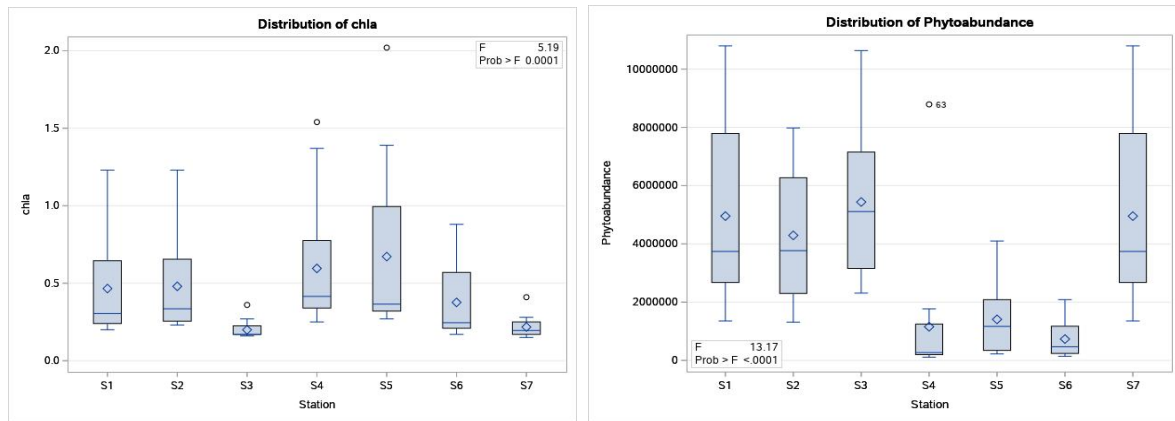 Distribution of chla
F 5.19
Prob > F 0.0001
2.0
1.5
1.0
0.5
0.0
chla
S1 S2 S3 S4 S5 S6 S7
Station
Distribution of Phytoabundance
10000000
8000000
6000000
4000000
2000000
0
Phytoabundance
63
F 13.17
Prob > F <.0001
S1 S2 S3 S4 S5 S6 S7
Station